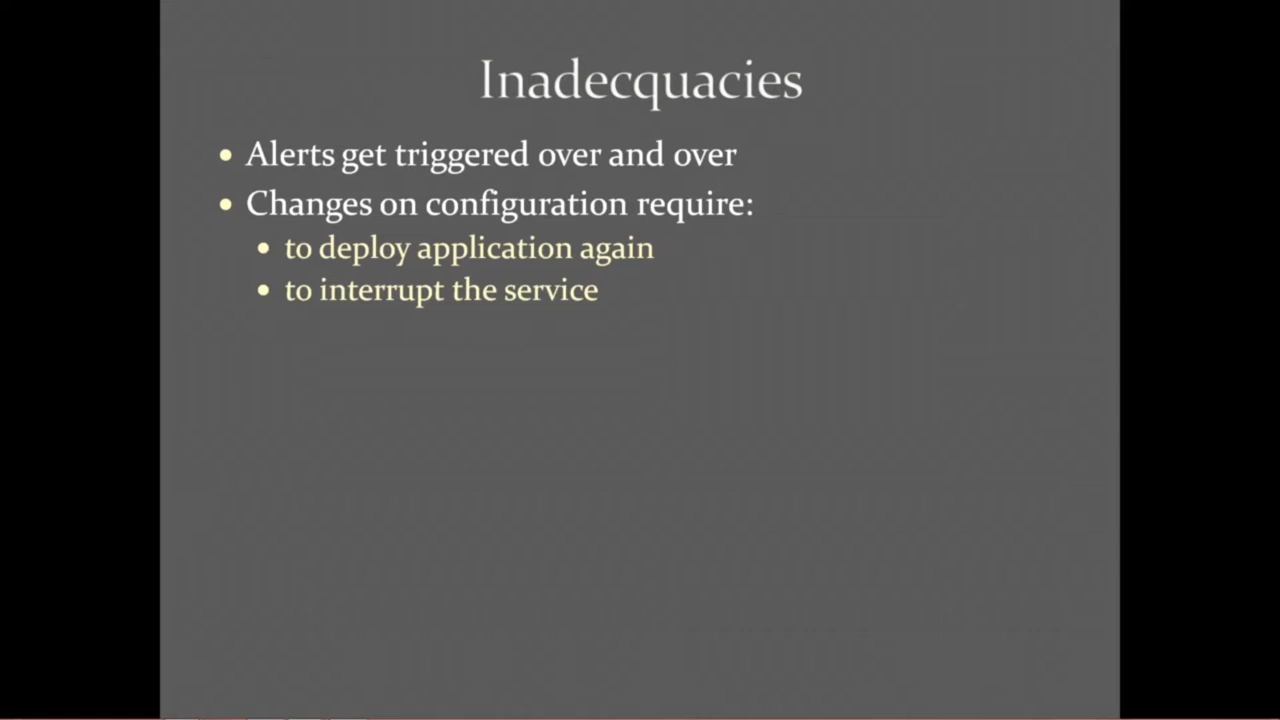 Inadecquacies
• Alerts get triggered over and over
• Changes on configuration require:
• to deploy application again
• to interrupt the service